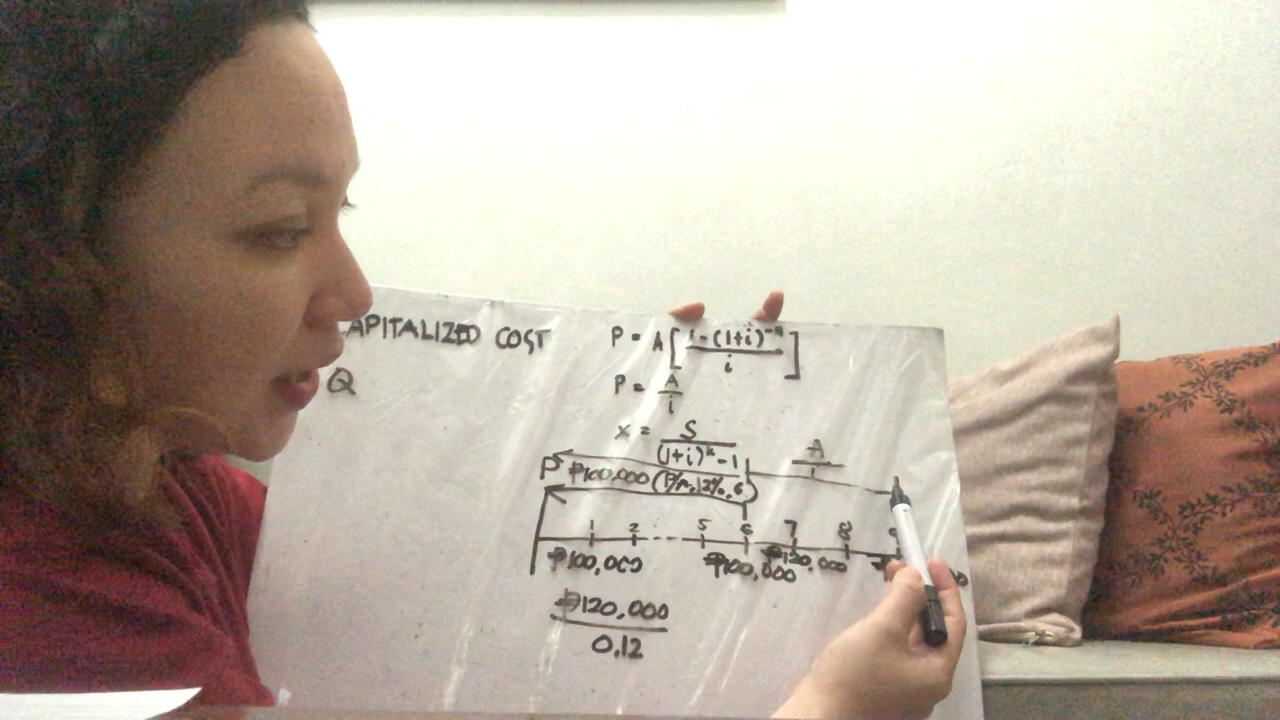 APITALIZED COST
P = A[1-(1+i)^-n / i]
Q
P = A/i
x = S/((1+i)^k - 1)
A/i
P ₱100,000 (P/A, 12%, 6)
1 2 --- 5 6 7 8
₱100,000 ₱100,000 ₱120,000
₱120,000
0.12